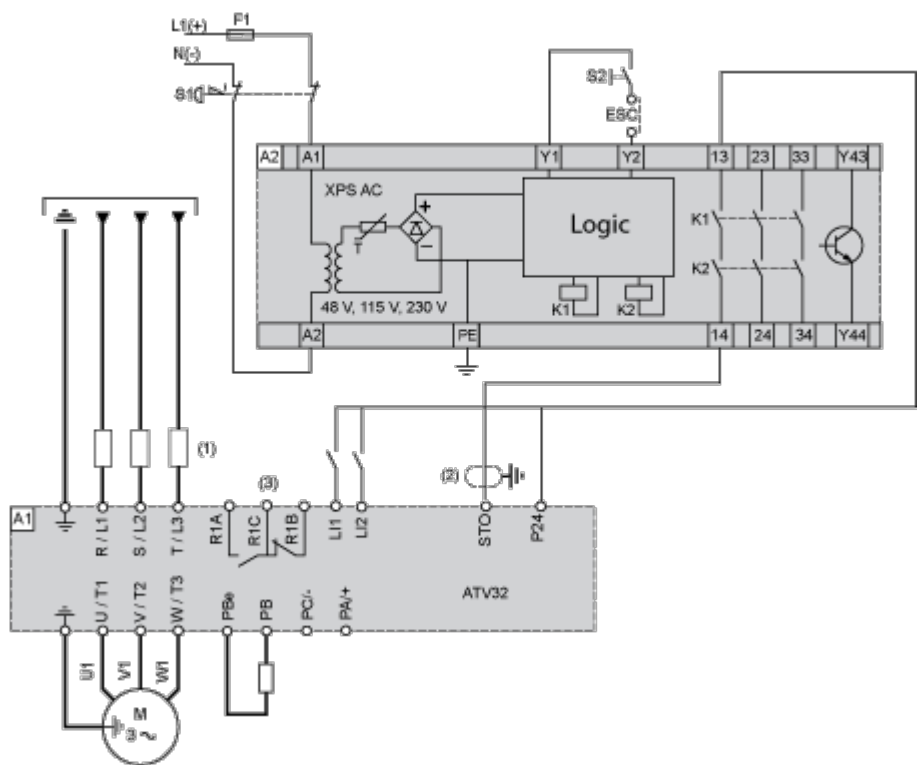 L1(+) F1
N(-)
S1
S2
ESC
A2 A1 Y1 Y2 13 23 33 Y43
XPS AC
+
T
−
Logic
K1
K2
48 V, 115 V, 230 V
K1 K2
A2 PE 14 24 34 Y44
(1)
(2)
(3)
A1
R / L1
S / L2
T / L3
R1A
R1C
R1B
LI1
LI2
STO
P24
ATV32
U / T1
V / T2
W / T3
PBe
PB
PC/-
PA/+
U1
V1
W1
M
3 ~